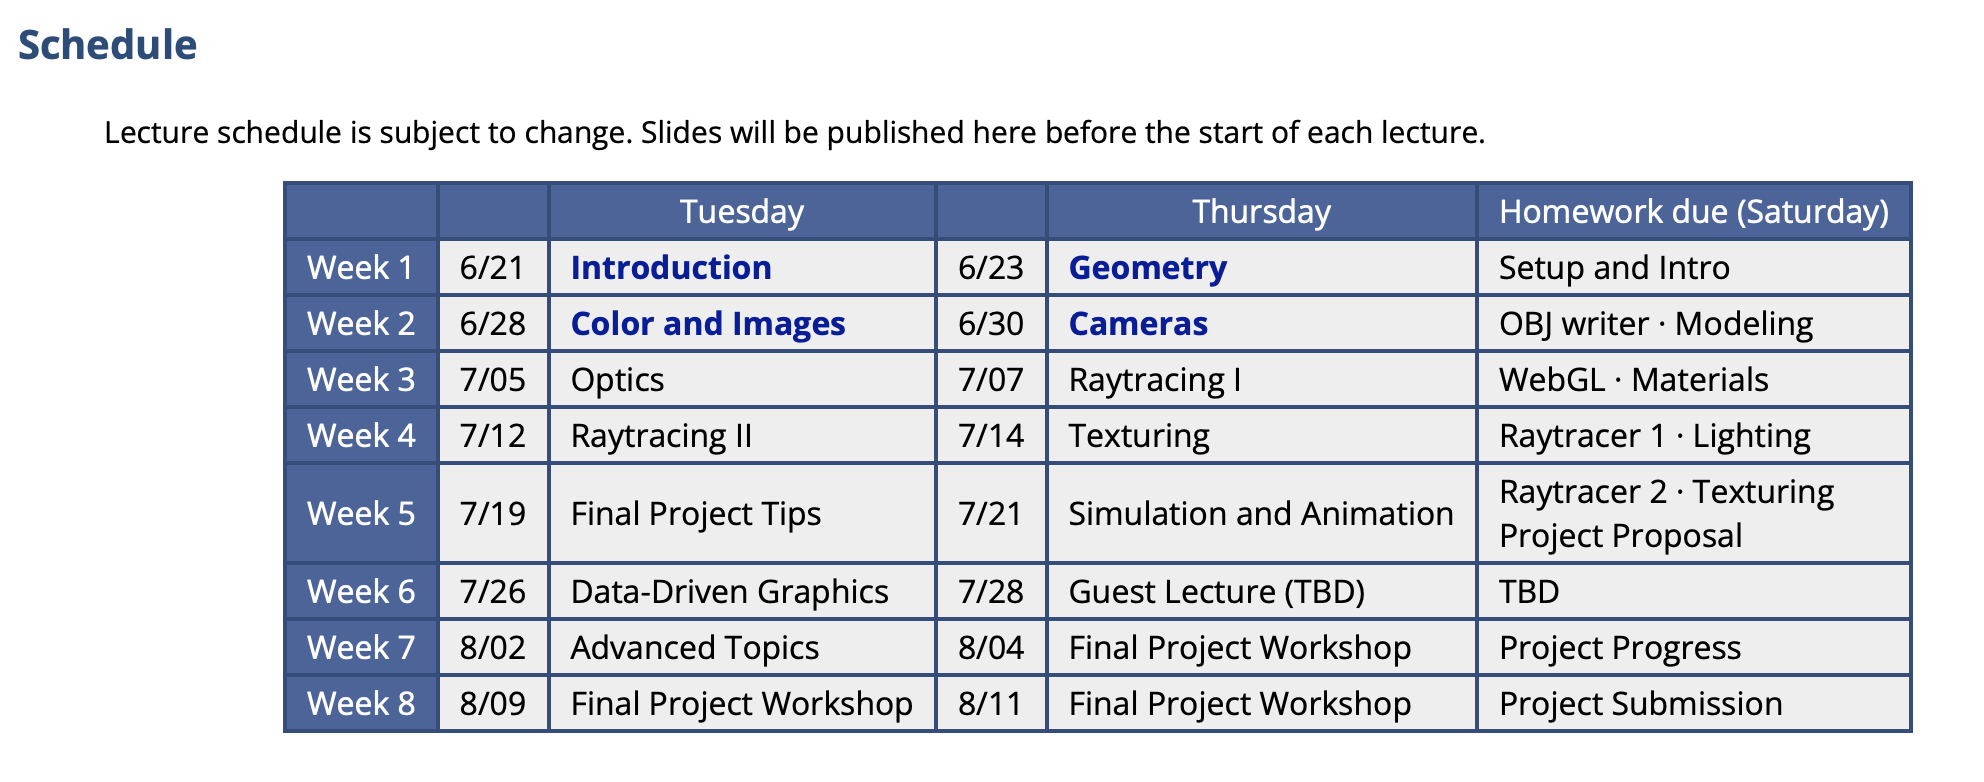 Schedule
Lecture schedule is subject to change. Slides will be published here before the start of each lecture.
Tuesday Thursday Homework due (Saturday)
Week 1 6/21 Introduction 6/23 Geometry Setup and Intro
Week 2 6/28 Color and Images 6/30 Cameras OBJ writer · Modeling
Week 3 7/05 Optics 7/07 Raytracing I WebGL · Materials
Week 4 7/12 Raytracing II 7/14 Texturing Raytracer 1 · Lighting
Week 5 7/19 Final Project Tips 7/21 Simulation and Animation Raytracer 2 · Texturing
Project Proposal
Week 6 7/26 Data-Driven Graphics 7/28 Guest Lecture (TBD) TBD
Week 7 8/02 Advanced Topics 8/04 Final Project Workshop Project Progress
Week 8 8/09 Final Project Workshop 8/11 Final Project Workshop Project Submission